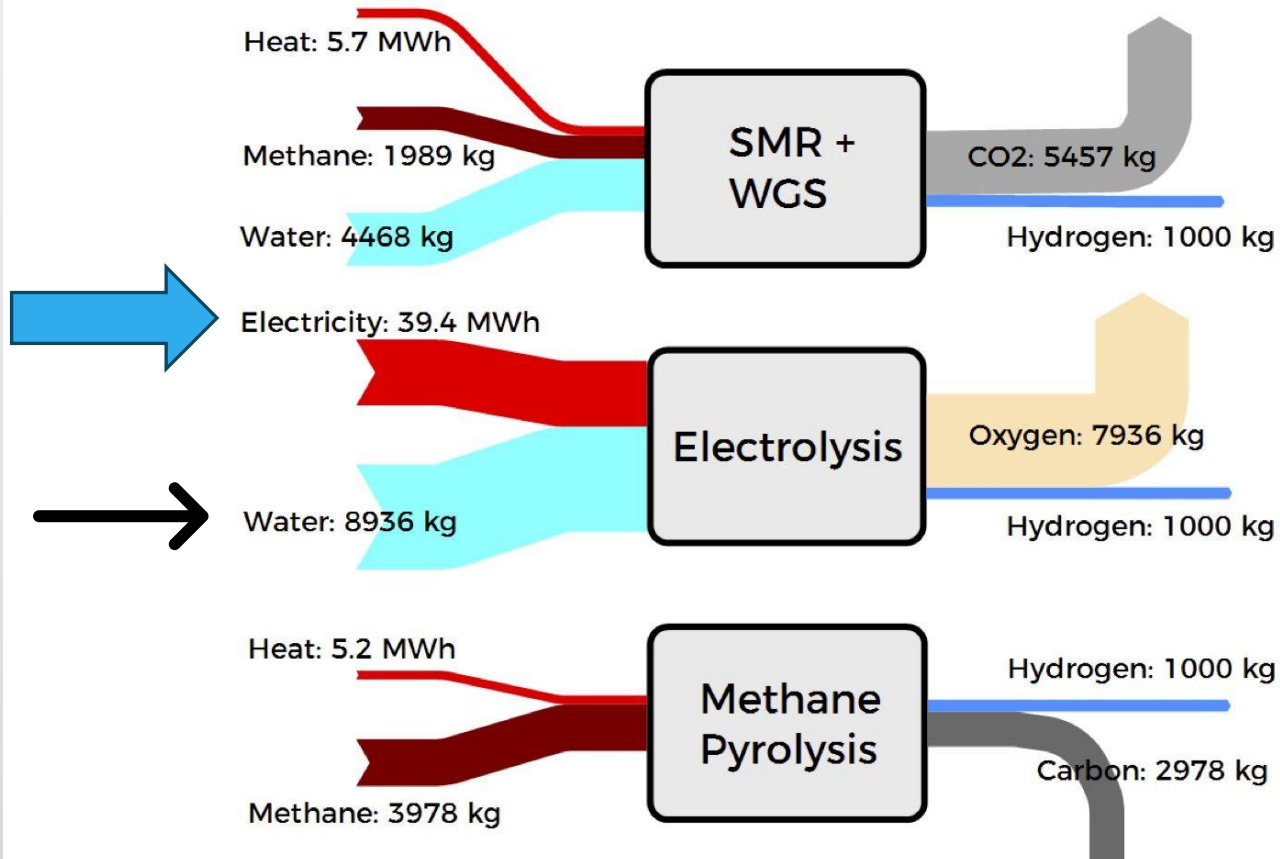 Heat: 5.7 MWh
Methane: 1989 kg
Water: 4468 kg
SMR +
WGS
CO2: 5457 kg
Hydrogen: 1000 kg
Electricity: 39.4 MWh
Water: 8936 kg
Electrolysis
Oxygen: 7936 kg
Hydrogen: 1000 kg
Heat: 5.2 MWh
Methane: 3978 kg
Methane
Pyrolysis
Hydrogen: 1000 kg
Carbon: 2978 kg